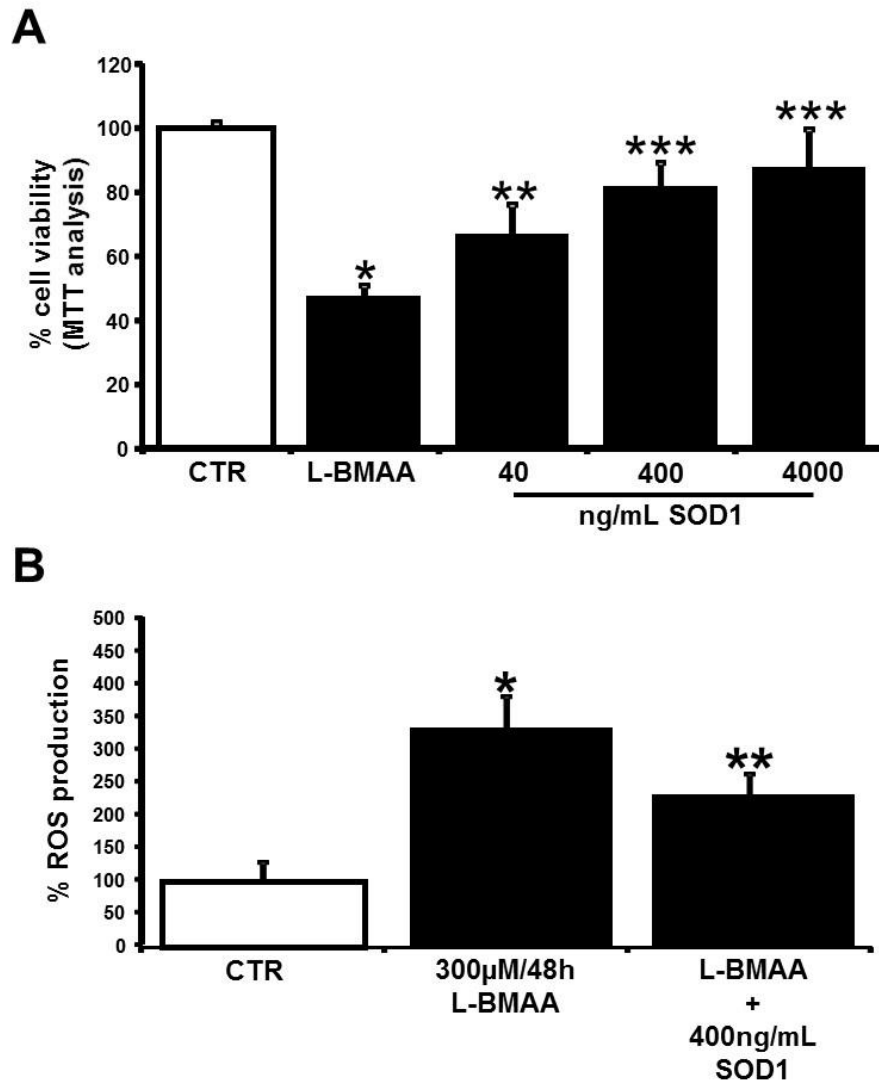 A
% cell viability
(MTT analysis)
120
100
80
60
40
20
0
*
**
***
***
CTR L-BMAA 40 400 4000
ng/mL SOD1
B
% ROS production
500
450
400
350
300
250
200
150
100
50
0
*
**
CTR 300µM/48h L-BMAA
L-BMAA +
400ng/mL
SOD1